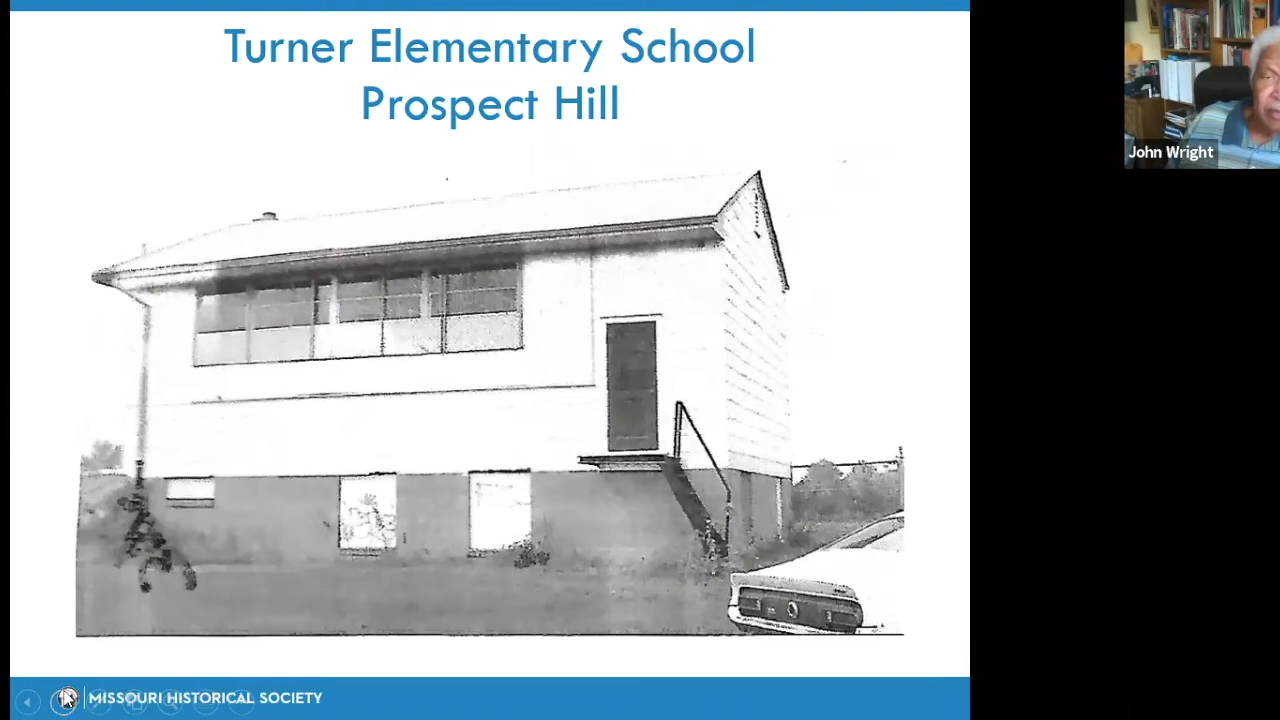 Turner Elementary School
Prospect Hill
John Wright
MISSOURI HISTORICAL SOCIETY